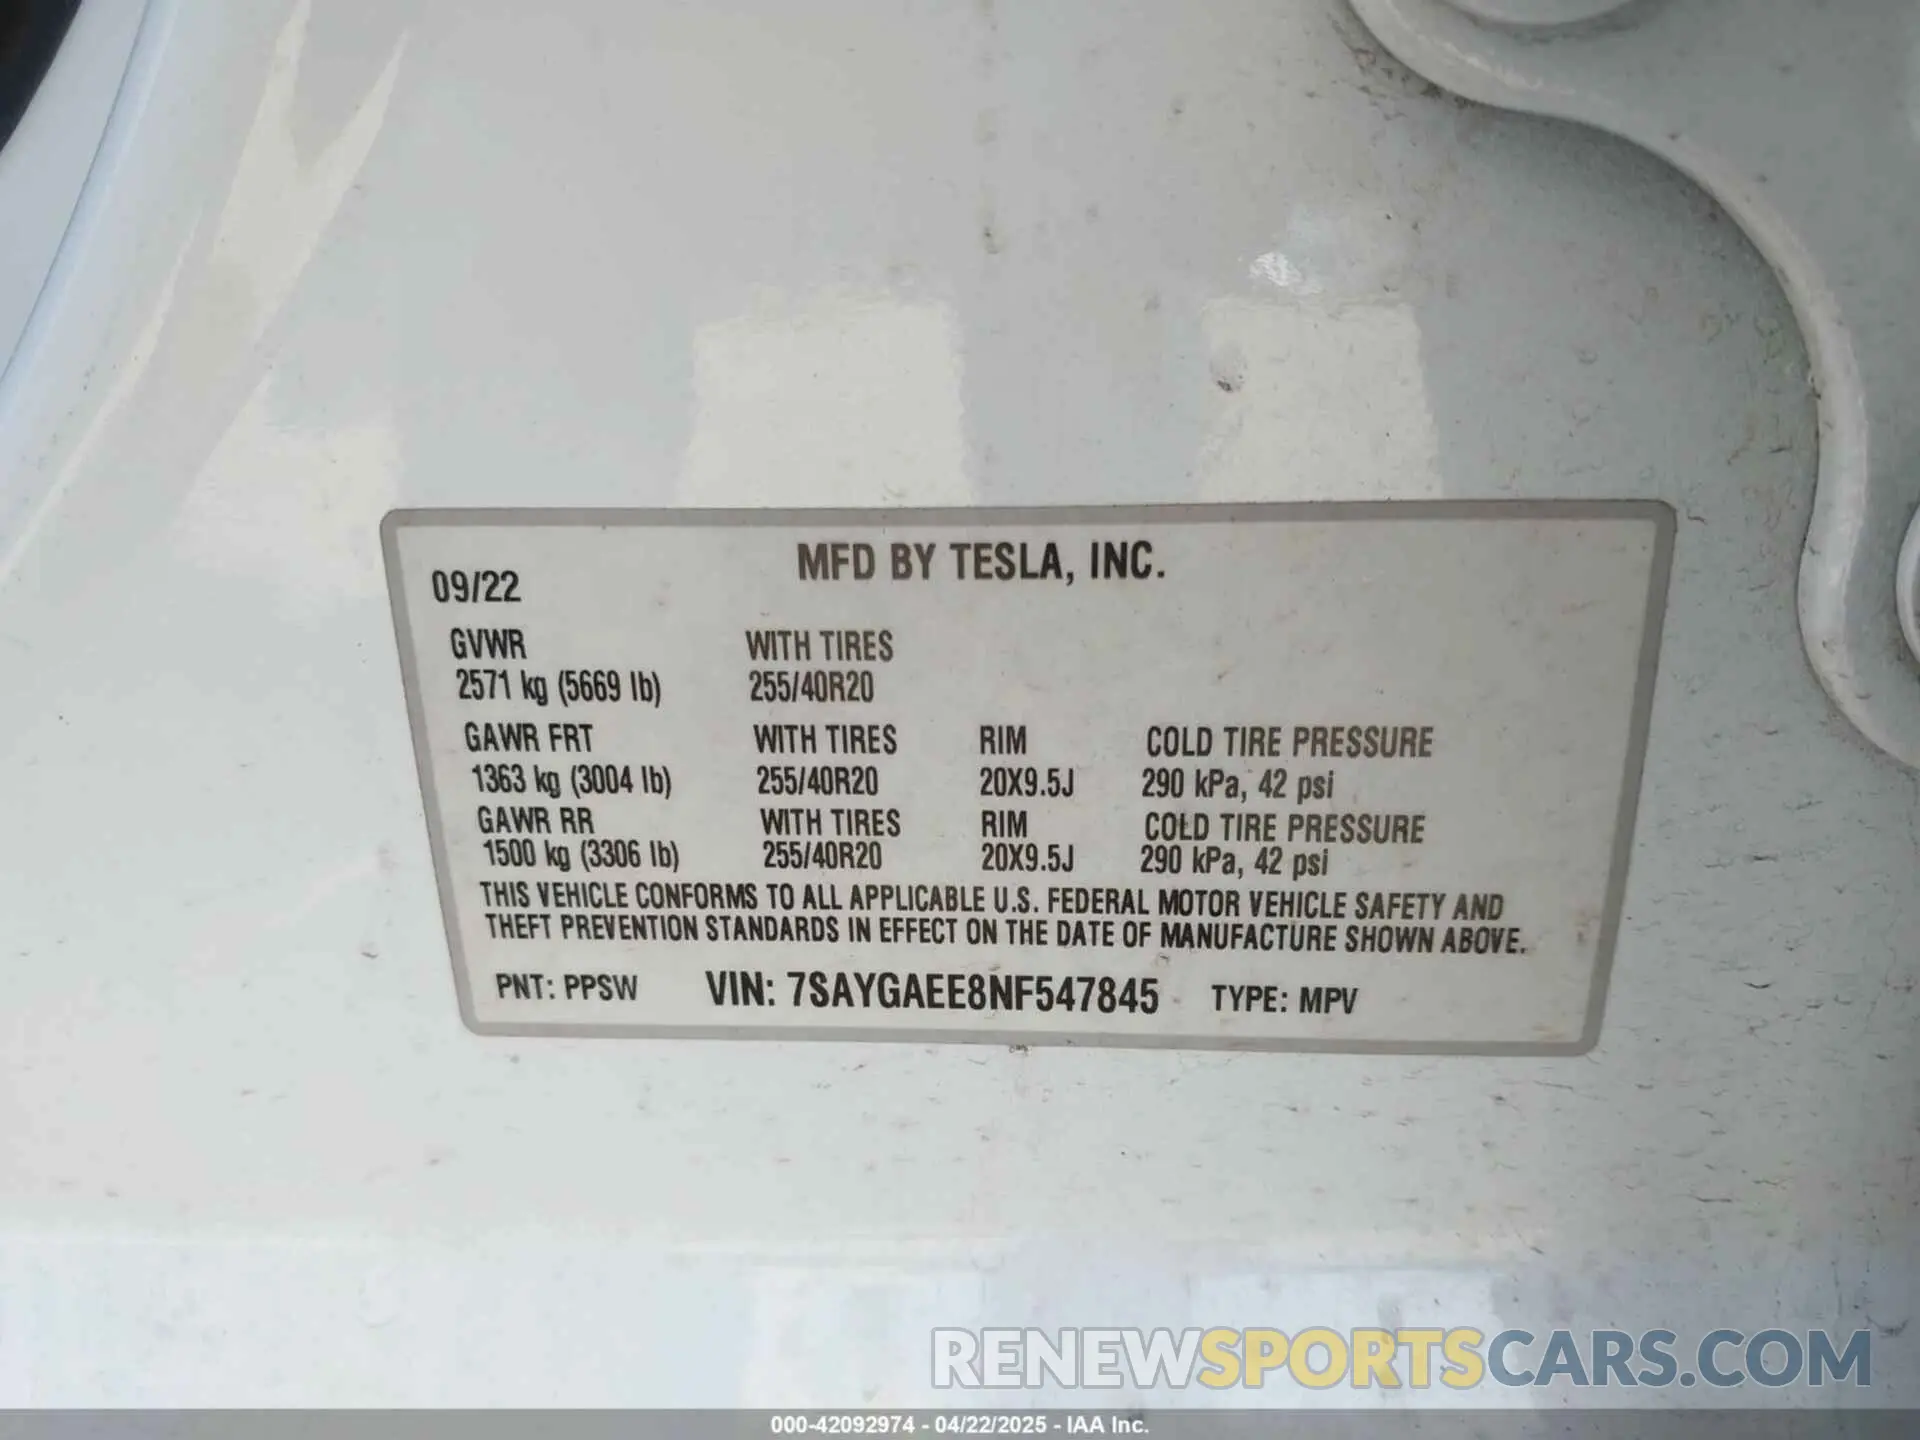 MFD BY TESLA, INC.
09/22
GVWR WITH TIRES
2571 kg (5669 lb) 255/40R20
GAWR FRT WITH TIRES RIM COLD TIRE PRESSURE
1363 kg (3004 lb) 255/40R20 20X9.5J 290 kPa, 42 psi
GAWR RR WITH TIRES RIM COLD TIRE PRESSURE
1500 kg (3306 lb) 255/40R20 20X9.5J 290 kPa, 42 psi
THIS VEHICLE CONFORMS TO ALL APPLICABLE U.S. FEDERAL MOTOR VEHICLE SAFETY AND
THEFT PREVENTION STANDARDS IN EFFECT ON THE DATE OF MANUFACTURE SHOWN ABOVE.
PNT: PPSW VIN: 7SAYGAEE8NF547845 TYPE: MPV
RENEWSPORTSCARS.COM
000-42092974 - 04/22/2025 - IAA Inc.